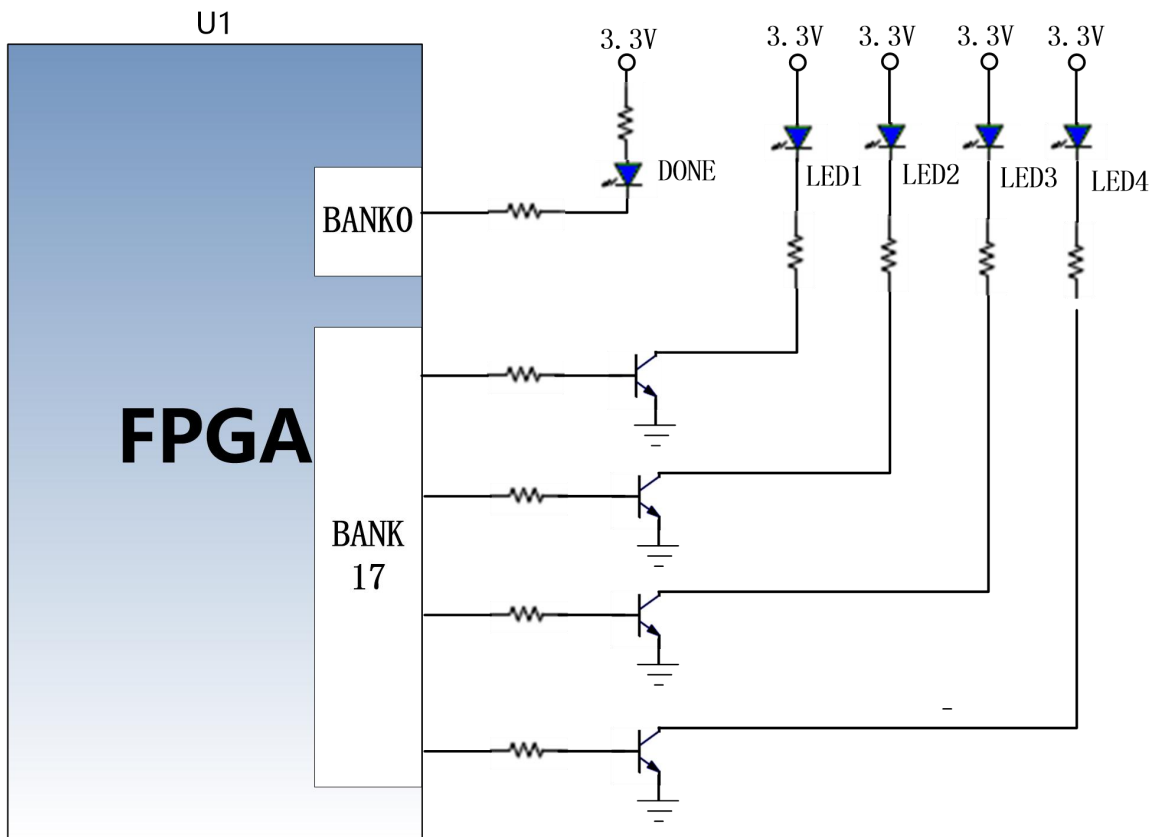 U1
3.3V
3.3V
3.3V
3.3V
3.3V
DONE
LED1
LED2
LED3
LED4
BANK0
FPGA
BANK
17